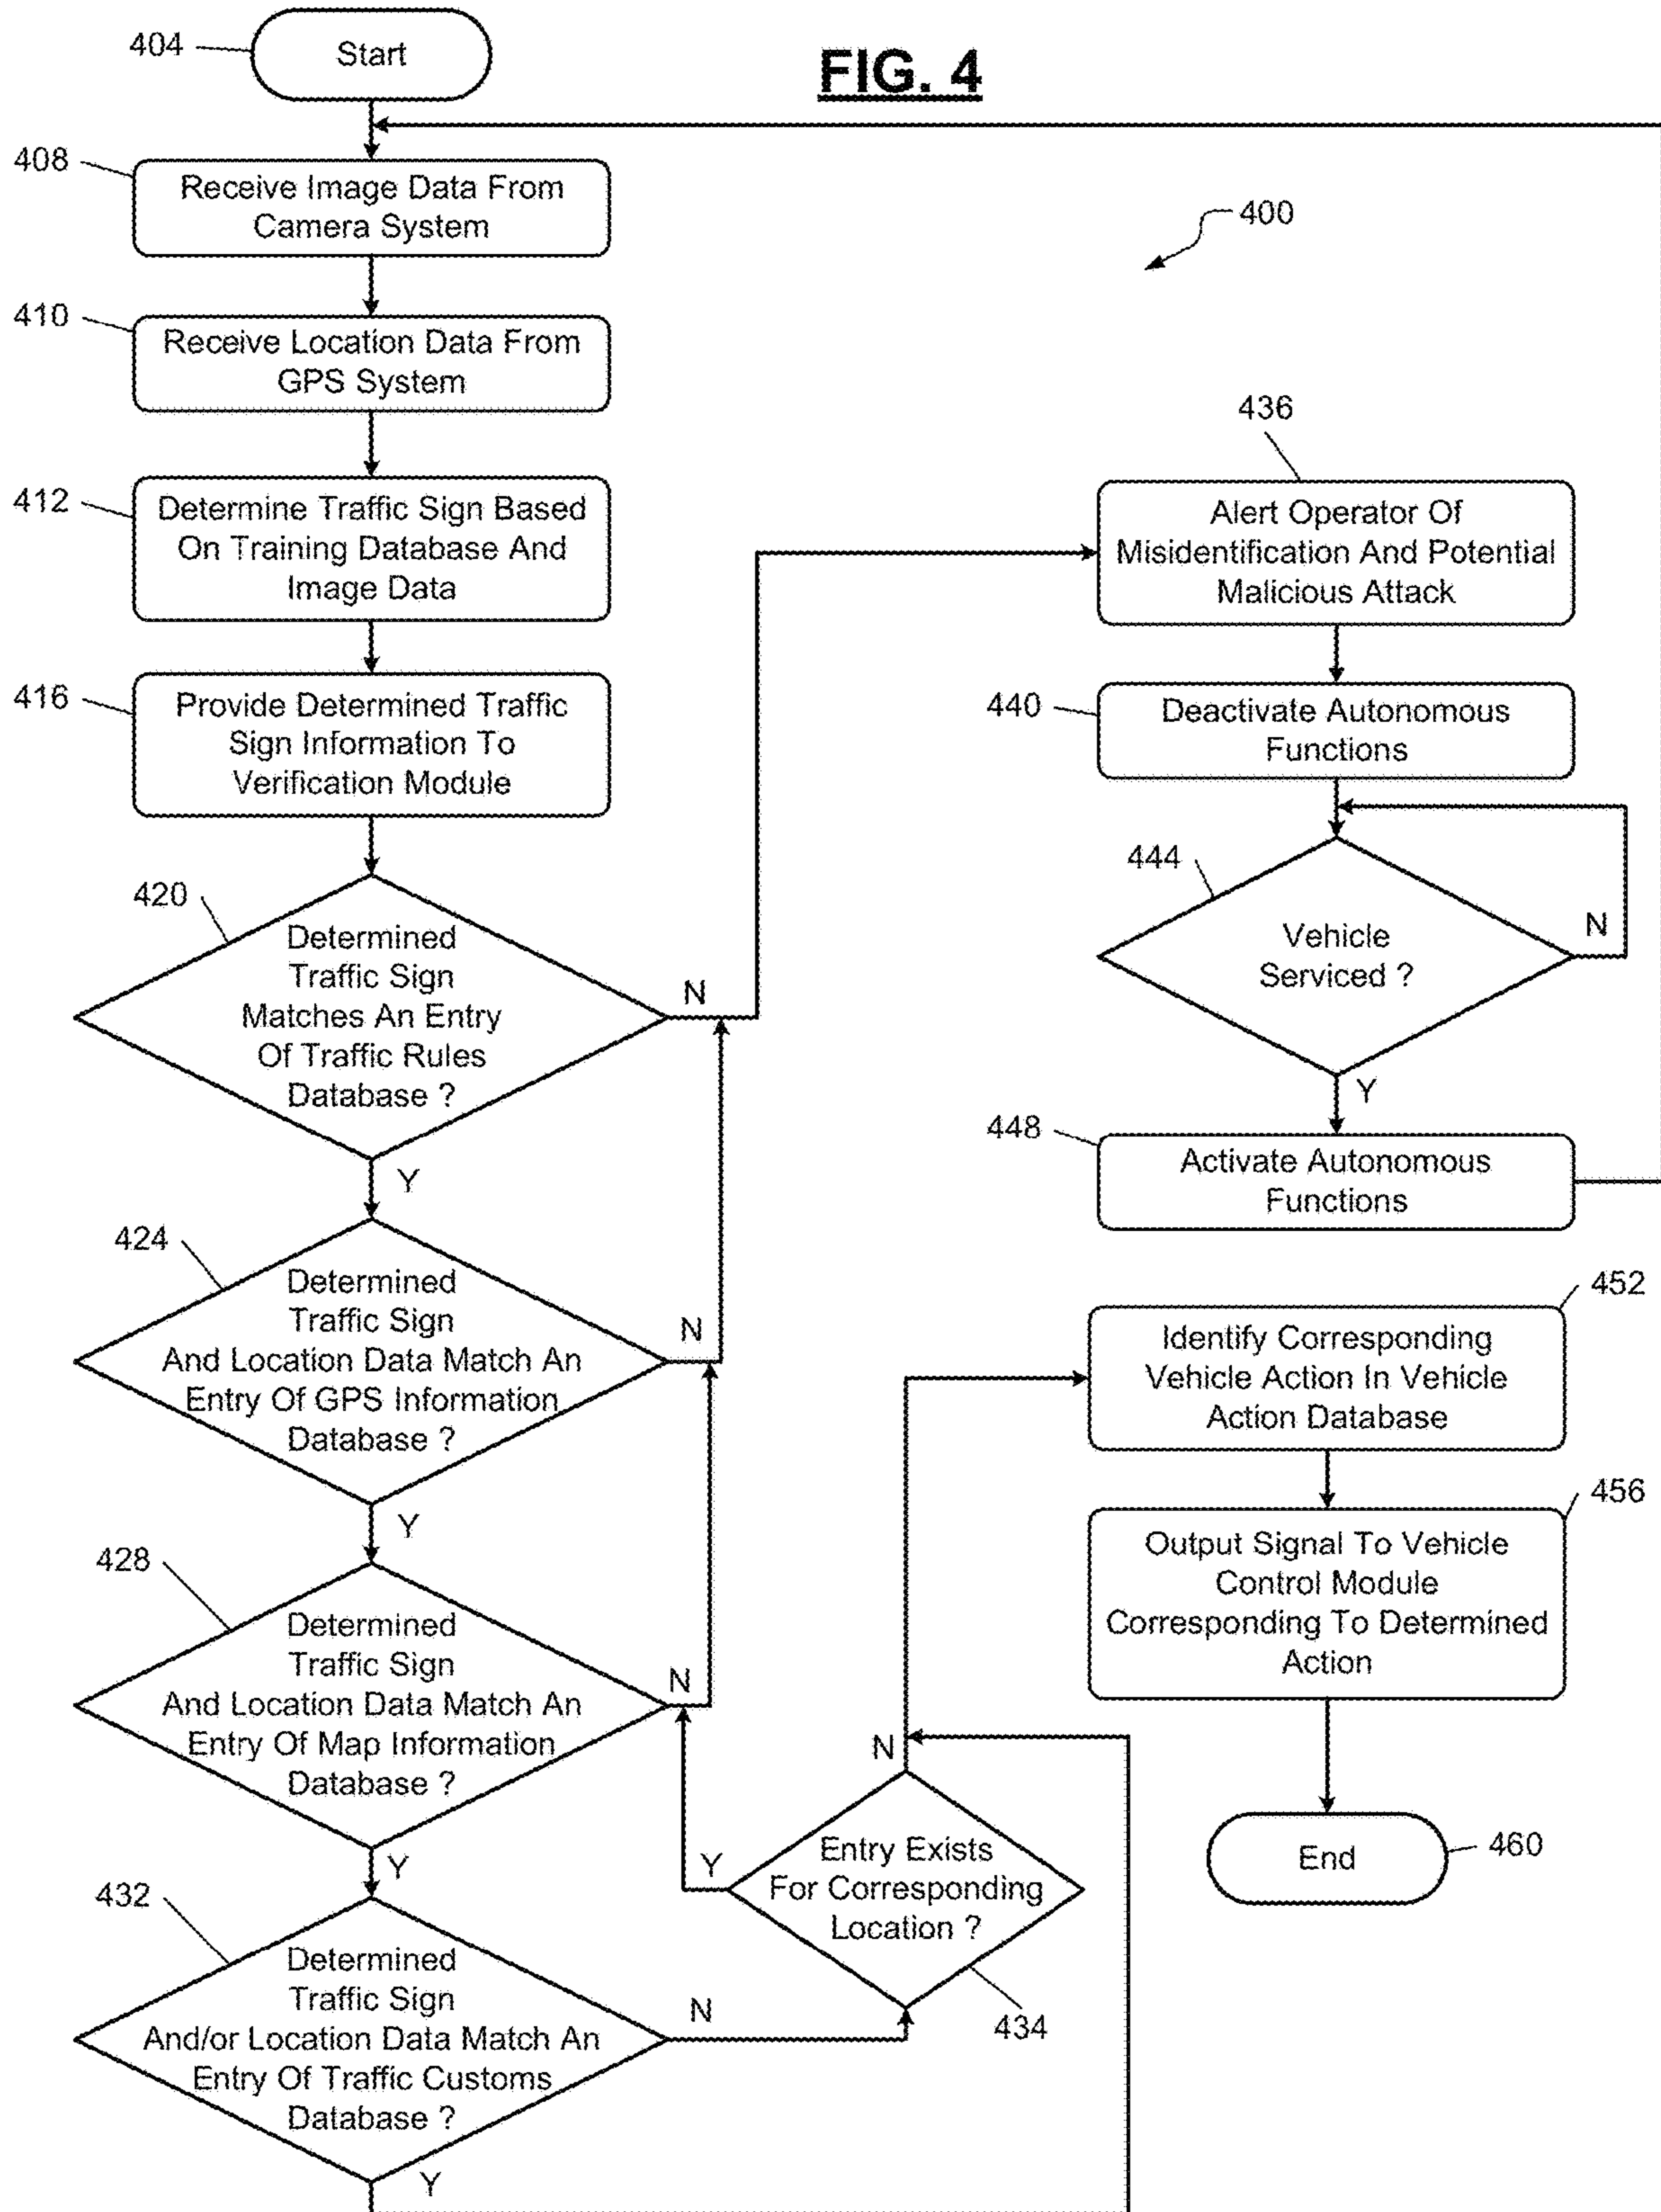 FIG. 4
404
Start
408
Receive Image Data From
Camera System
400
410
Receive Location Data From
GPS System
412
Determine Traffic Sign Based
On Training Database And
Image Data
416
Provide Determined Traffic
Sign Information To
Verification Module
420
Determined
Traffic Sign
Matches An Entry
Of Traffic Rules
Database ?
N
Y
424
Determined
Traffic Sign
And Location Data Match An
Entry Of GPS Information
Database ?
N
Y
428
Determined
Traffic Sign
And Location Data Match An
Entry Of Map Information
Database ?
N
Y
432
Determined
Traffic Sign
And/or Location Data Match An
Entry Of Traffic Customs
Database ?
N
Y
434
Entry Exists
For Corresponding
Location ?
Y
N
436
Alert Operator Of
Misidentification And Potential
Malicious Attack
440
Deactivate Autonomous
Functions
444
Vehicle
Serviced ?
N
Y
448
Activate Autonomous
Functions
452
Identify Corresponding
Vehicle Action In Vehicle
Action Database
456
Output Signal To Vehicle
Control Module
Corresponding To Determined
Action
End
460